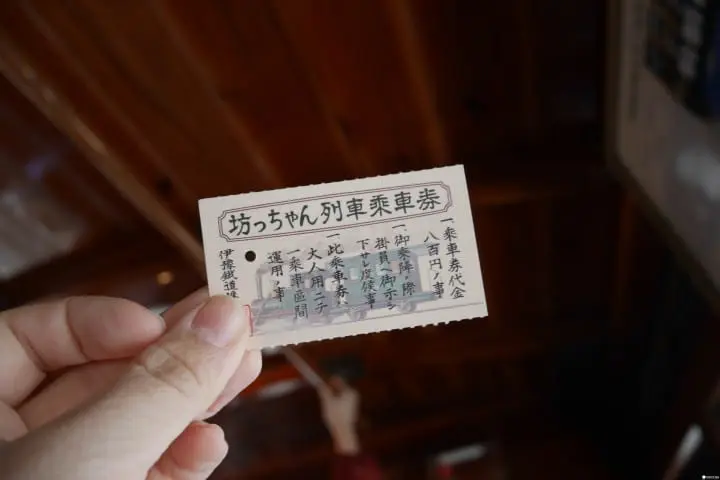 坊っちゃん列車乗車券
一、乗車券代金
八百円ノ事
一、御乗降ノ際
掛員ヘ御示シ
下サレ度候事
一、此乗車券ハ
大人用ニテ
一乗車区間
運用ノ事
伊豫鐵道